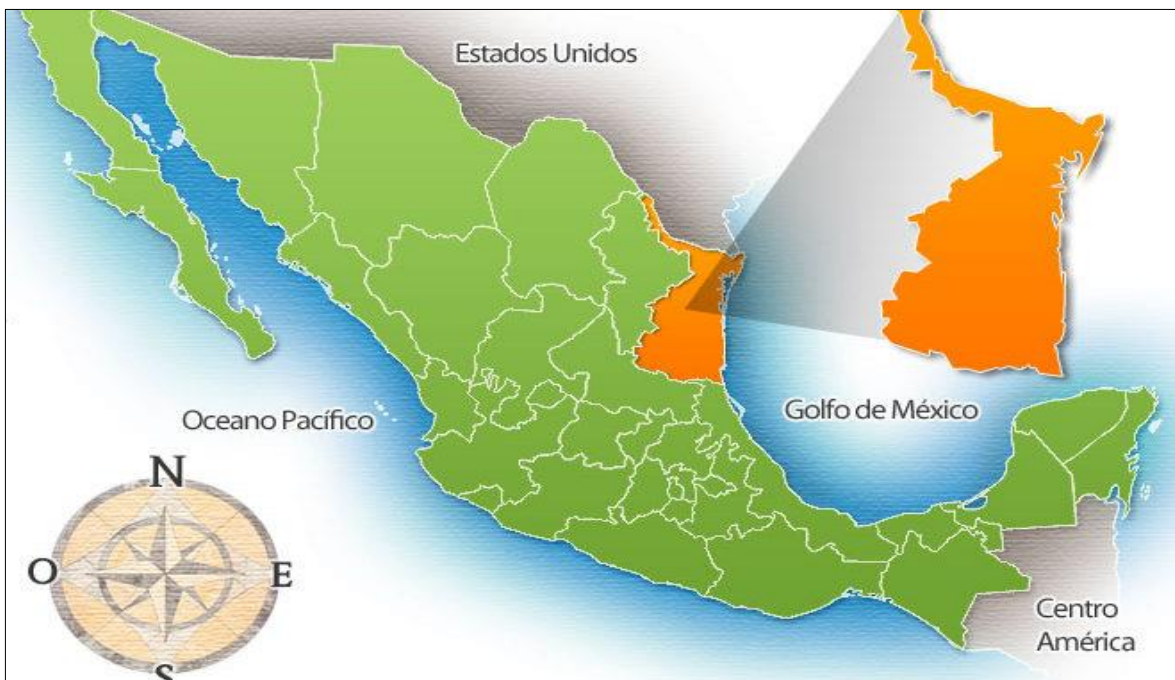 Estados Unidos
Golfo de México
Oceano Pacífico
N
O
E
S
Centro
América